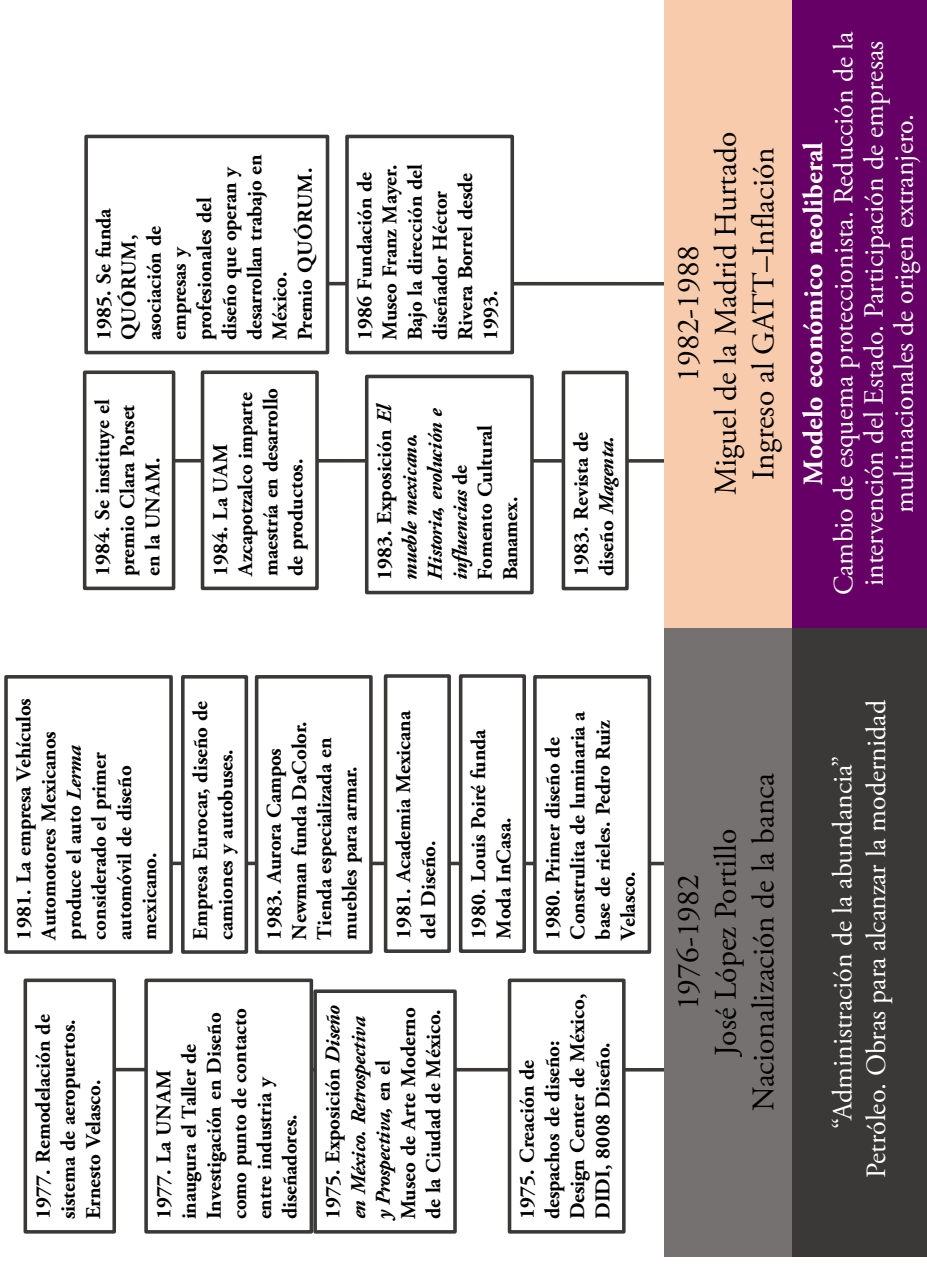 1977. Remodelación de
sistema de aeropuertos.
Ernesto Velasco.
1977. La UNAM
inaugura el Taller de
Investigación en Diseño
como punto de contacto
entre industria y
diseñadores.
1975. Exposición Diseño
en México. Retrospectiva
y Prospectiva, en el
Museo de Arte Moderno
de la Ciudad de México.
1975. Creación de
despachos de diseño:
Design Center de México,
DIDI, 8008 Diseño.
1981. La empresa Vehículos
Automotores Mexicanos
produce el auto Lerma
considerado el primer
automóvil de diseño
mexicano.
Empresa Eurocar, diseño de
camiones y autobuses.
1983. Aurora Campos
Newman funda DaColor.
Tienda especializada en
muebles para armar.
1981. Academia Mexicana
del Diseño.
1980. Louis Poiré funda
Moda InCasa.
1980. Primer diseño de
Construlita de luminaria a
base de rieles. Pedro Ruiz
Velasco.
1976-1982
José López Portillo
Nacionalización de la banca
“Administración de la abundancia”
Petróleo. Obras para alcanzar la modernidad
1984. Se instituye el
premio Clara Porset
en la UNAM.
1984. La UAM
Azcapotzalco imparte
maestría en desarrollo
de productos.
1983. Exposición El
mueble mexicano.
Historia, evolución e
influencias de
Fomento Cultural
Banamex.
1983. Revista de
diseño Magenta.
1985. Se funda
QUÓRUM,
asociación de
empresas y
profesionales del
diseño que operan y
desarrollan trabajo en
México.
Premio QUÓRUM.
1986 Fundación de
Museo Franz Mayer.
Bajo la dirección del
diseñador Héctor
Rivera Borrel desde
1993.
1982-1988
Miguel de la Madrid Hurtado
Ingreso al GATT–Inflación
Modelo económico neoliberal
Cambio de esquema proteccionista. Reducción de la
intervención del Estado. Participación de empresas
multinacionales de origen extranjero.